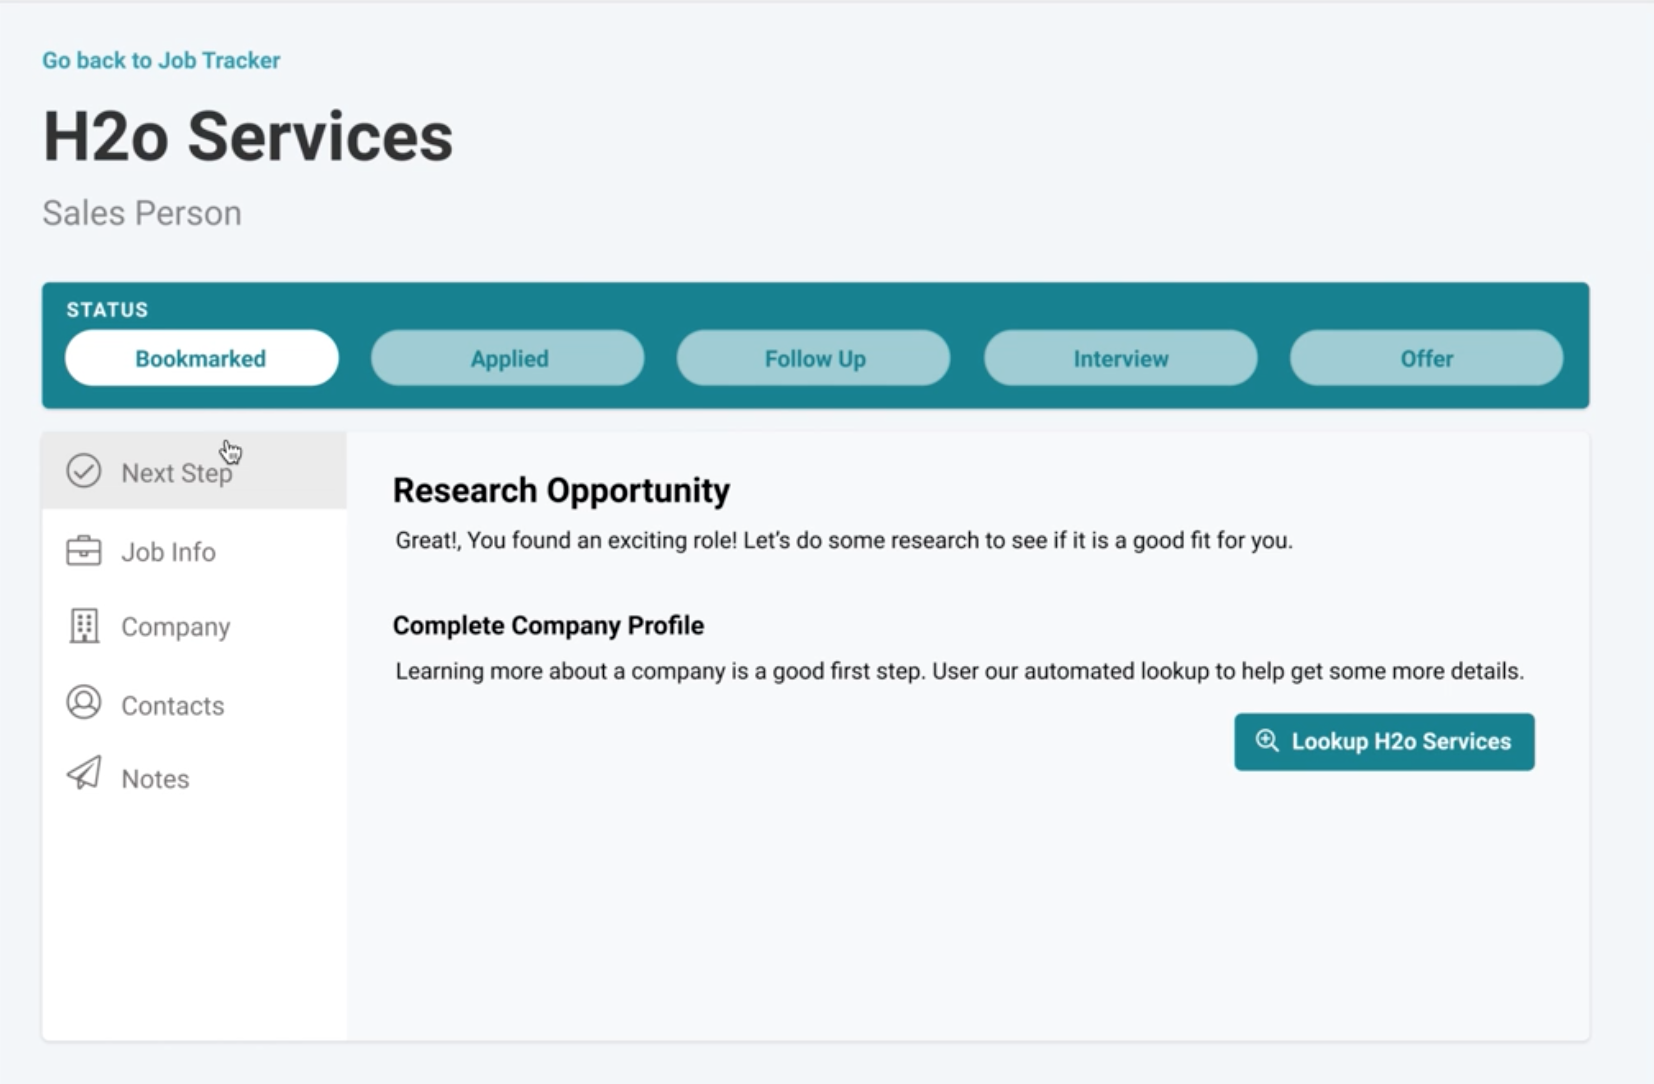 Go back to Job Tracker
H2o Services
Sales Person
STATUS
Bookmarked
Applied
Follow Up
Interview
Offer
Next Step
Job Info
Company
Contacts
Notes
Research Opportunity
Great!, You found an exciting role! Let's do some research to see if it is a good fit for you.
Complete Company Profile
Learning more about a company is a good first step. User our automated lookup to help get some more details.
Lookup H2o Services